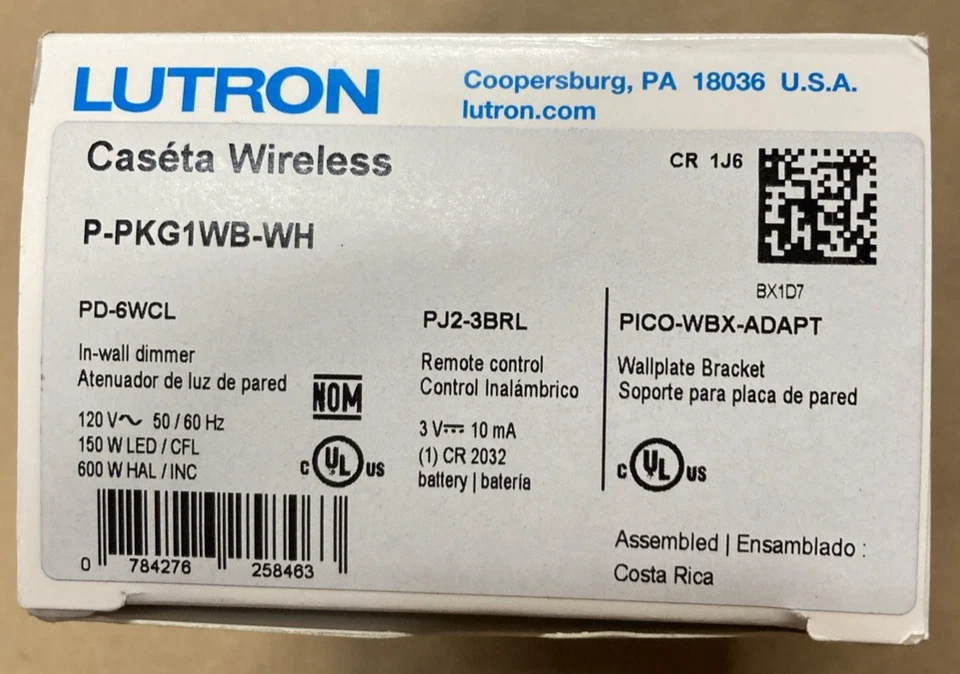 LUTRON
Coopersburg, PA 18036 U.S.A.
lutron.com
Caséta Wireless
CR 1J6
P-PKG1WB-WH
BX1D7
PD-6WCL
In-wall dimmer
Atenuador de luz de pared
120 V∿ 50 / 60 Hz
150 W LED / CFL
600 W HAL / INC
NOM
c UL US
0 784276 258463
PJ2-3BRL
Remote control
Control Inalámbrico
3 V⎓ 10 mA
(1) CR 2032
battery | batería
PICO-WBX-ADAPT
Wallplate Bracket
Soporte para placa de pared
c UL US
Assembled | Ensamblado :
Costa Rica